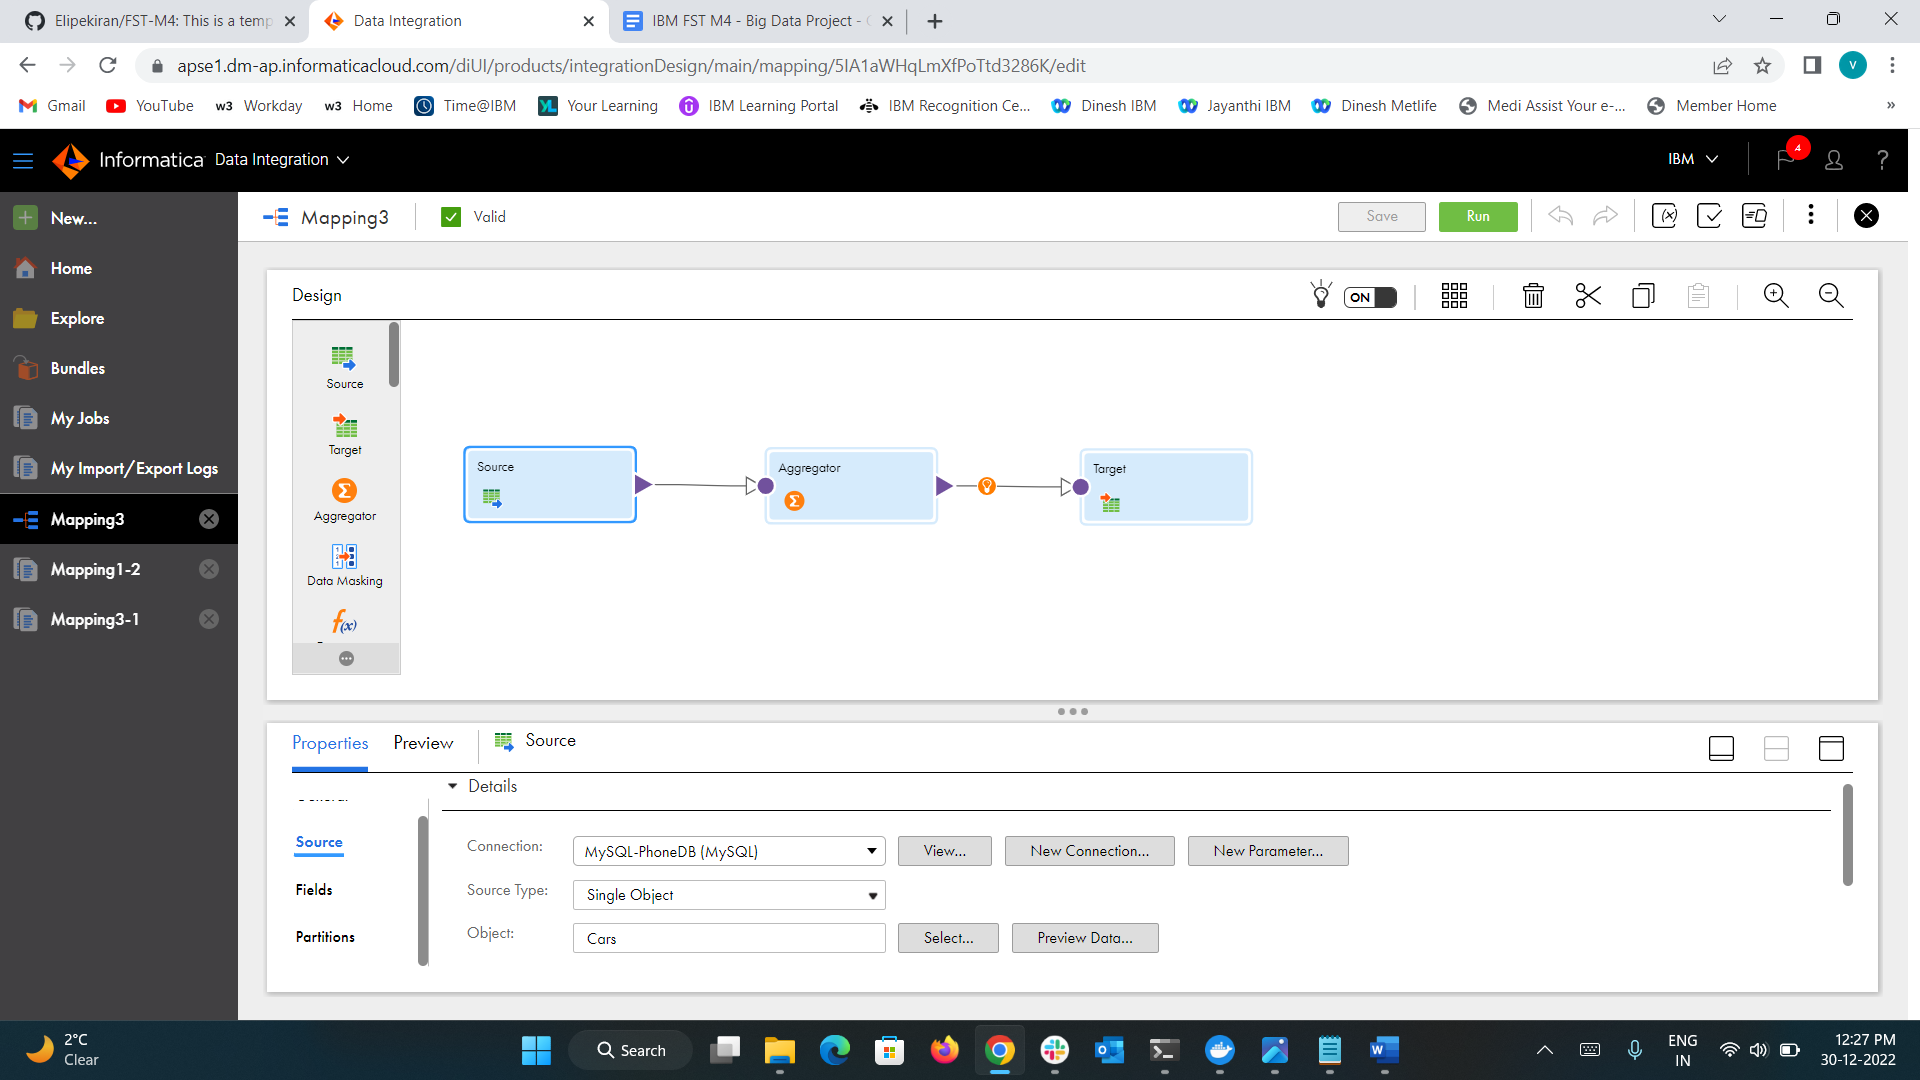 Elipekiran/FST-M4: This is a temp
Data Integration
IBM FST M4 - Big Data Project -
apse1.dm-ap.informaticacloud.com/diUI/products/integrationDesign/main/mapping/5IA1aWHqLmXfPoTtd3286K/edit
V
Gmail
YouTube
w3 Workday
w3 Home
Time@IBM
YL Your Learning
IBM Learning Portal
IBM Recognition Ce...
Dinesh IBM
Jayanthi IBM
Dinesh Metlife
Medi Assist Your e-...
Member Home
»
Informatica Data Integration
IBM
4
?
New...
Home
Explore
Bundles
My Jobs
My Import/Export Logs
Mapping3
Mapping1-2
Mapping3-1
Mapping3
Valid
Save
Run
(x)
Design
ON
Source
Target
Σ
Aggregator
Data Masking
f(x)
Source
Aggregator
Σ
Target
Properties
Preview
Source
General
Source
Fields
Partitions
Details
Connection:
MySQL-PhoneDB (MySQL)
View...
New Connection...
New Parameter...
Source Type:
Single Object
Object:
Cars
Select...
Preview Data...
2°C
Clear
Search
ENG
IN
12:27 PM
30-12-2022